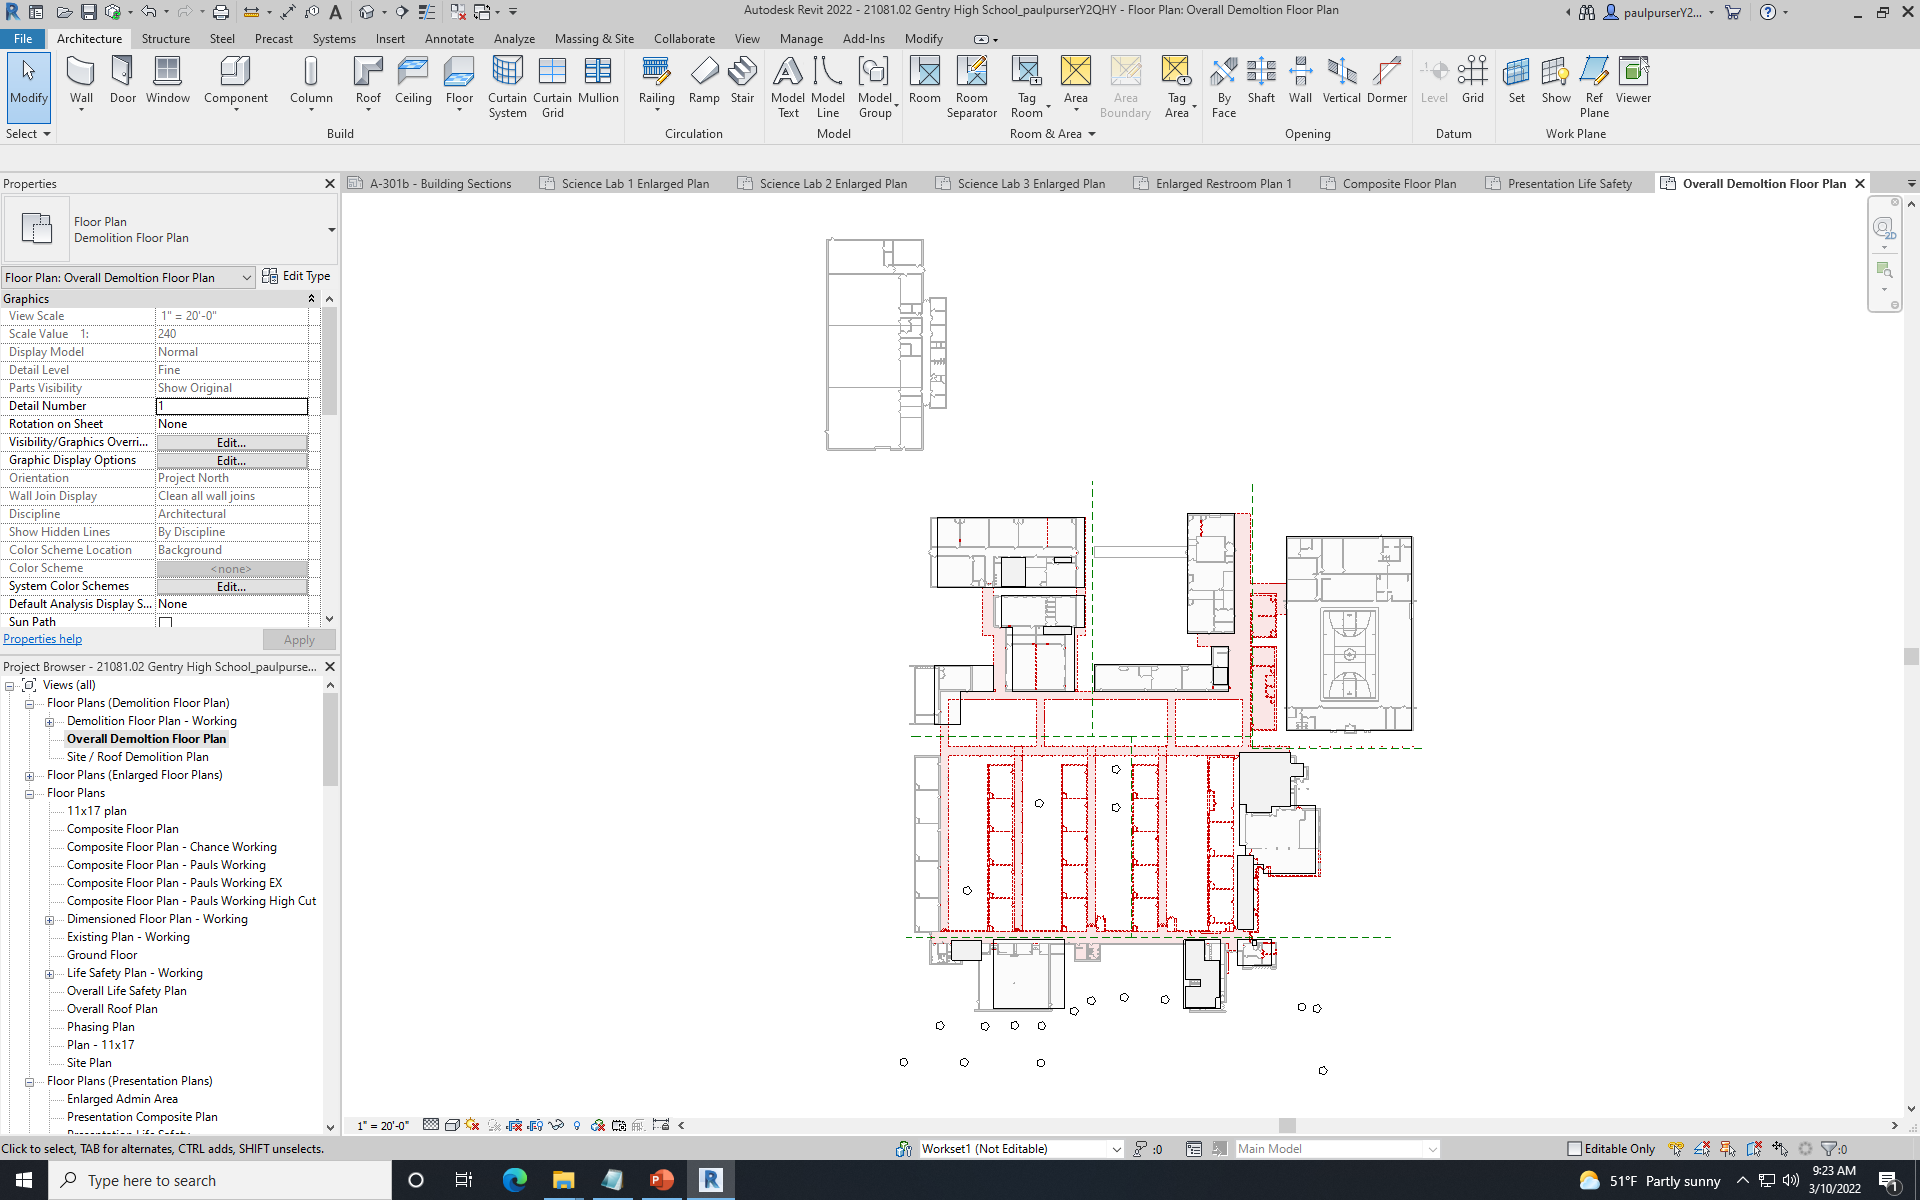 Autodesk Revit 2022 - 21081.02 Gentry High School_paulpurserY2QHY - Floor Plan: Overall Demoltion Floor Plan
paulpurserY2...
File Architecture Structure Steel Precast Systems Insert Annotate Analyze Massing & Site Collaborate View Manage Add-Ins Modify
Modify Wall Door Window Component Column Roof Ceiling Floor Curtain System Curtain Grid Mullion Railing Ramp Stair Model Text Model Line Model Group Room Room Separator Tag Room Area Area Boundary Tag Area By Face Shaft Wall Vertical Dormer Level Grid Set Show Ref Plane Viewer
Select Build Circulation Model Room & Area Opening Datum Work Plane
Properties
A-301b - Building Sections Science Lab 1 Enlarged Plan Science Lab 2 Enlarged Plan Science Lab 3 Enlarged Plan Enlarged Restroom Plan 1 Composite Floor Plan Presentation Life Safety Overall Demoltion Floor Plan
Floor Plan
Demolition Floor Plan
Floor Plan: Overall Demoltion Floor Plan Edit Type
Graphics
View Scale 1" = 20'-0"
Scale Value 1: 240
Display Model Normal
Detail Level Fine
Parts Visibility Show Original
Detail Number 1
Rotation on Sheet None
Visibility/Graphics Overri... Edit...
Graphic Display Options Edit...
Orientation Project North
Wall Join Display Clean all wall joins
Discipline Architectural
Show Hidden Lines By Discipline
Color Scheme Location Background
Color Scheme <none>
System Color Schemes Edit...
Default Analysis Display S... None
Sun Path
Properties help Apply
Project Browser - 21081.02 Gentry High School_paulpurse...
Views (all)
Floor Plans (Demolition Floor Plan)
Demolition Floor Plan - Working
Overall Demoltion Floor Plan
Site / Roof Demolition Plan
Floor Plans (Enlarged Floor Plans)
Floor Plans
11x17 plan
Composite Floor Plan
Composite Floor Plan - Chance Working
Composite Floor Plan - Pauls Working
Composite Floor Plan - Pauls Working EX
Composite Floor Plan - Pauls Working High Cut
Dimensioned Floor Plan - Working
Existing Plan - Working
Ground Floor
Life Safety Plan - Working
Overall Life Safety Plan
Overall Roof Plan
Phasing Plan
Plan - 11x17
Site Plan
Floor Plans (Presentation Plans)
Enlarged Admin Area
Presentation Composite Plan
Presentation Life Safety
2D
1" = 20'-0"
Click to select, TAB for alternates, CTRL adds, SHIFT unselects.
Workset1 (Not Editable) :0 Main Model Editable Only :0
Type here to search
51°F Partly sunny
9:23 AM
3/10/2022
1